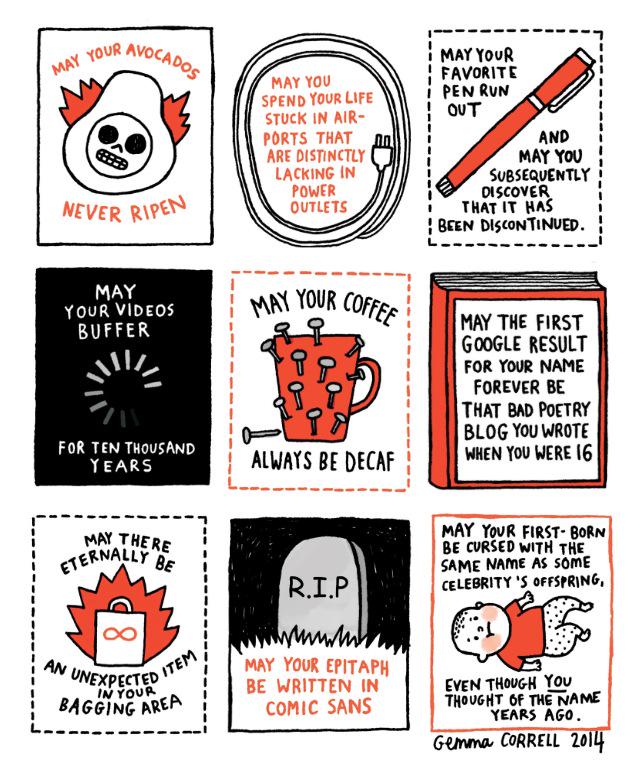 MAY YOUR AVOCADOS
NEVER RIPEN
MAY YOU
SPEND YOUR LIFE
STUCK IN AIR-
PORTS THAT
ARE DISTINCTLY
LACKING IN
POWER
OUTLETS
MAY YOUR
FAVORITE
PEN RUN
OUT
AND
MAY YOU
SUBSEQUENTLY
DISCOVER
THAT IT HAS
BEEN DISCONTINUED.
MAY
YOUR VIDEOS
BUFFER
FOR TEN THOUSAND
YEARS
MAY YOUR COFFEE
ALWAYS BE DECAF
MAY THE FIRST
GOOGLE RESULT
FOR YOUR NAME
FOREVER BE
THAT BAD POETRY
BLOG YOU WROTE
WHEN YOU WERE 16
MAY THERE
ETERNALLY BE
AN UNEXPECTED ITEM
IN YOUR
BAGGING AREA
R.I.P
MAY YOUR EPITAPH
BE WRITTEN IN
COMIC SANS
MAY YOUR FIRST-BORN
BE CURSED WITH THE
SAME NAME AS SOME
CELEBRITY'S OFFSPRING,
EVEN THOUGH YOU
THOUGHT OF THE NAME
YEARS AGO.
Gemma CORRELL 2014